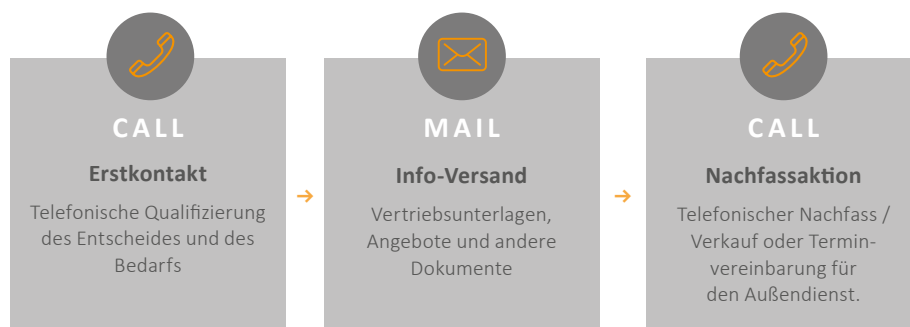 CALL
Erstkontakt
Telefonische Qualifizierung
des Entscheides und des
Bedarfs
MAIL
Info-Versand
Vertriebsunterlagen,
Angebote und andere
Dokumente
CALL
Nachfassaktion
Telefonischer Nachfass /
Verkauf oder Termin-
vereinbarung für
den Außendienst.